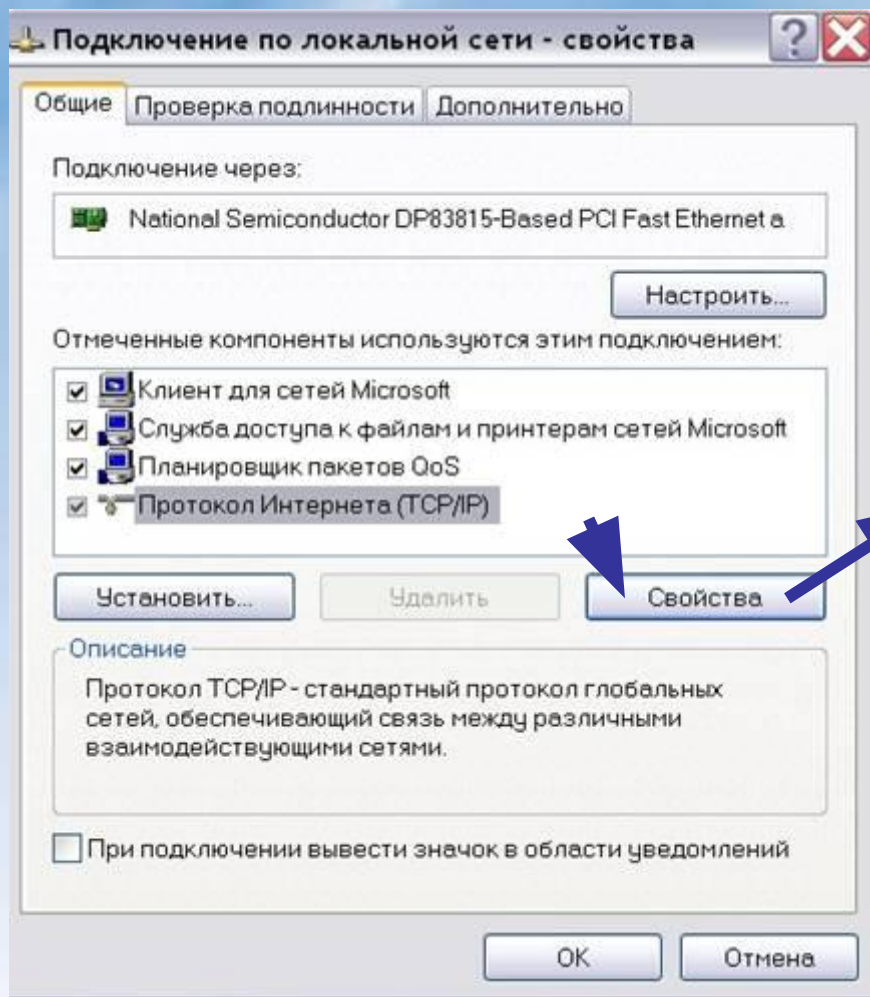 Подключение по локальной сети - свойства
Общие Проверка подлинности Дополнительно
Подключение через:
National Semiconductor DP83815-Based PCI Fast Ethernet a
Настроить...
Отмеченные компоненты используются этим подключением:
Клиент для сетей Microsoft
Служба доступа к файлам и принтерам сетей Microsoft
Планировщик пакетов QoS
Протокол Интернета (TCP/IP)
Установить... Удалить Свойства
Описание
Протокол TCP/IP - стандартный протокол глобальных
сетей, обеспечивающий связь между различными
взаимодействующими сетями.
При подключении вывести значок в области уведомлений
OK Отмена